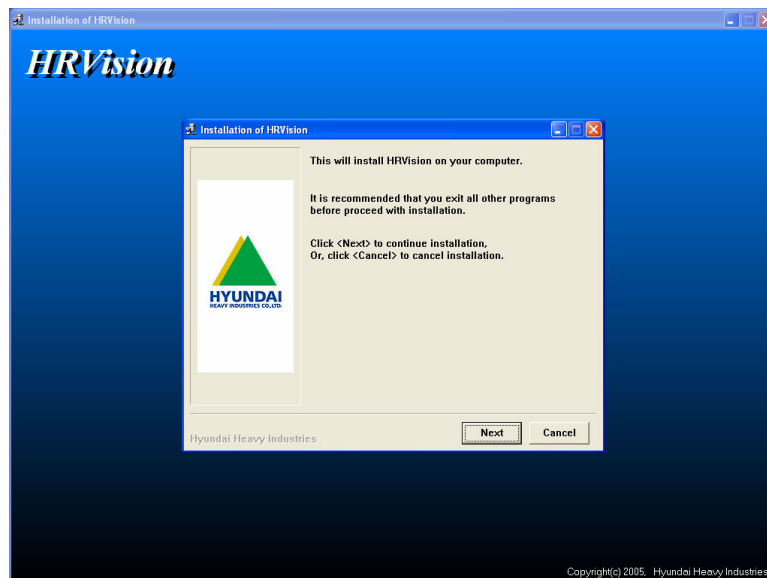 Installation of HRVision
HRVision
Installation of HRVision
This will install HRVision on your computer.
It is recommended that you exit all other programs
before proceed with installation.
Click <Next> to continue installation,
Or, click <Cancel> to cancel installation.
HYUNDAI
HEAVY INDUSTRIES CO.,LTD.
Hyundai Heavy Industries
Next
Cancel
Copyright(c) 2005, Hyundai Heavy Industries